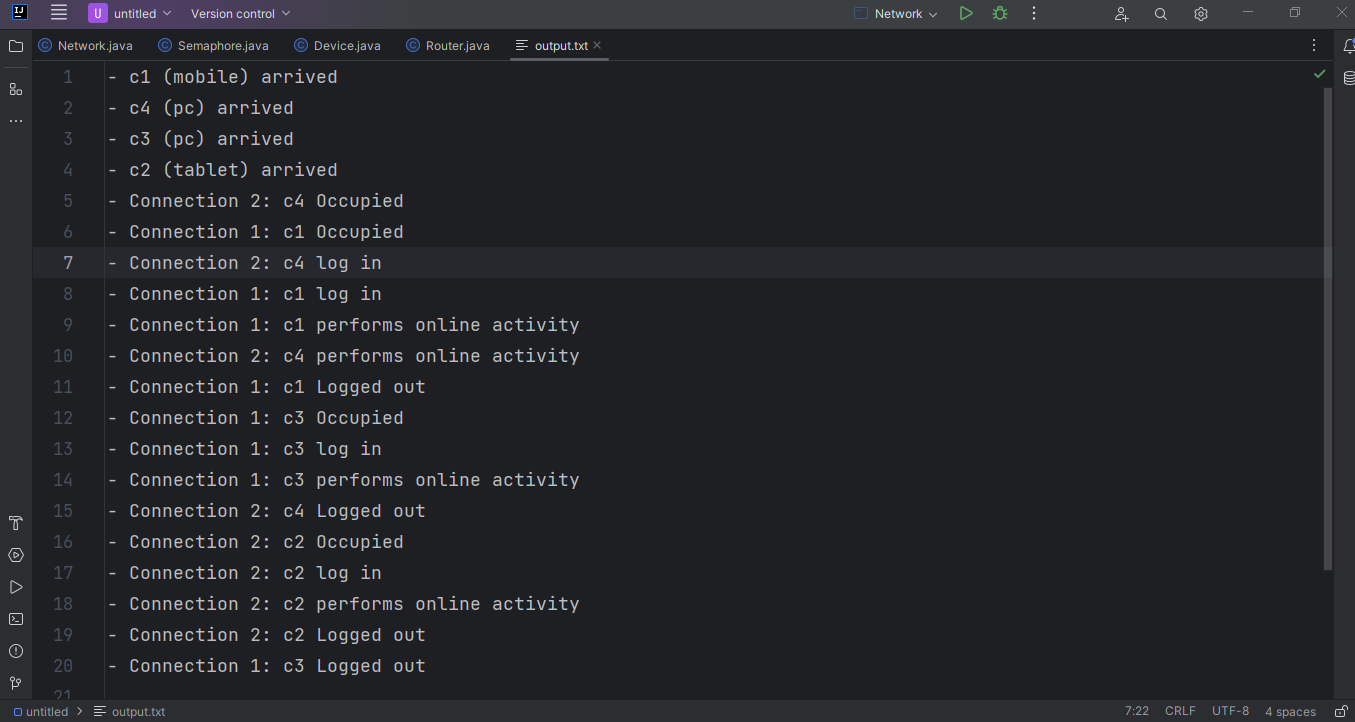 IJ
U untitled Version control Network
Network.java Semaphore.java Device.java Router.java output.txt
1 - c1 (mobile) arrived
2 - c4 (pc) arrived
3 - c3 (pc) arrived
4 - c2 (tablet) arrived
5 - Connection 2: c4 Occupied
6 - Connection 1: c1 Occupied
7 - Connection 2: c4 log in
8 - Connection 1: c1 log in
9 - Connection 1: c1 performs online activity
10 - Connection 2: c4 performs online activity
11 - Connection 1: c1 Logged out
12 - Connection 1: c3 Occupied
13 - Connection 1: c3 log in
14 - Connection 1: c3 performs online activity
15 - Connection 2: c4 Logged out
16 - Connection 2: c2 Occupied
17 - Connection 2: c2 log in
18 - Connection 2: c2 performs online activity
19 - Connection 2: c2 Logged out
20 - Connection 1: c3 Logged out
21
untitled > output.txt 7:22 CRLF UTF-8 4 spaces